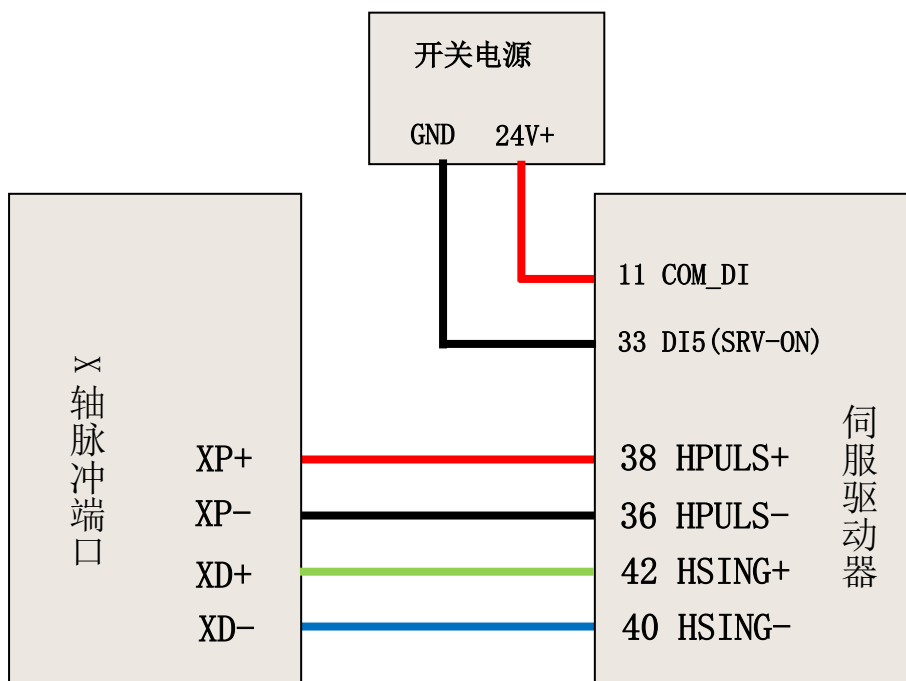 开关电源
GND 24V+
11 COM_DI
33 DI5(SRV-ON)
X轴脉冲端口
XP+
XP-
XD+
XD-
38 HPULS+
36 HPULS-
42 HSING+
40 HSING-
伺服驱动器